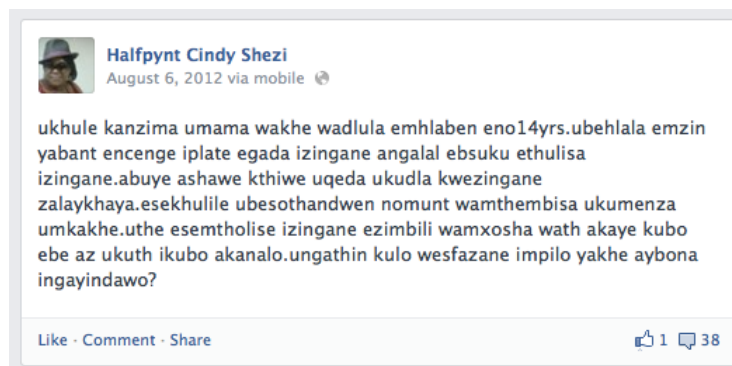 Halfpynt Cindy Shezi
August 6, 2012 via mobile
ukhule kanzima umama wakhe wadlula emhlaben eno14yrs.ubehlala emzin
yabant encenge iplate egada izingane angalal ebsuku ethulisa
izingane.abuye ashawe kthiwe uqeda ukudla kwezingane
zalaykhaya.esekhulile ubesothandwen nomunt wamthembisa ukumenza
umkakhe.uthe esemtholise izingane ezimbili wamxosha wath akaye kubo
ebe az ukuth ikubo akanalo.ungathin kulo wesfazane impilo yakhe aybona
ingayindawo?
Like · Comment · Share 1 38